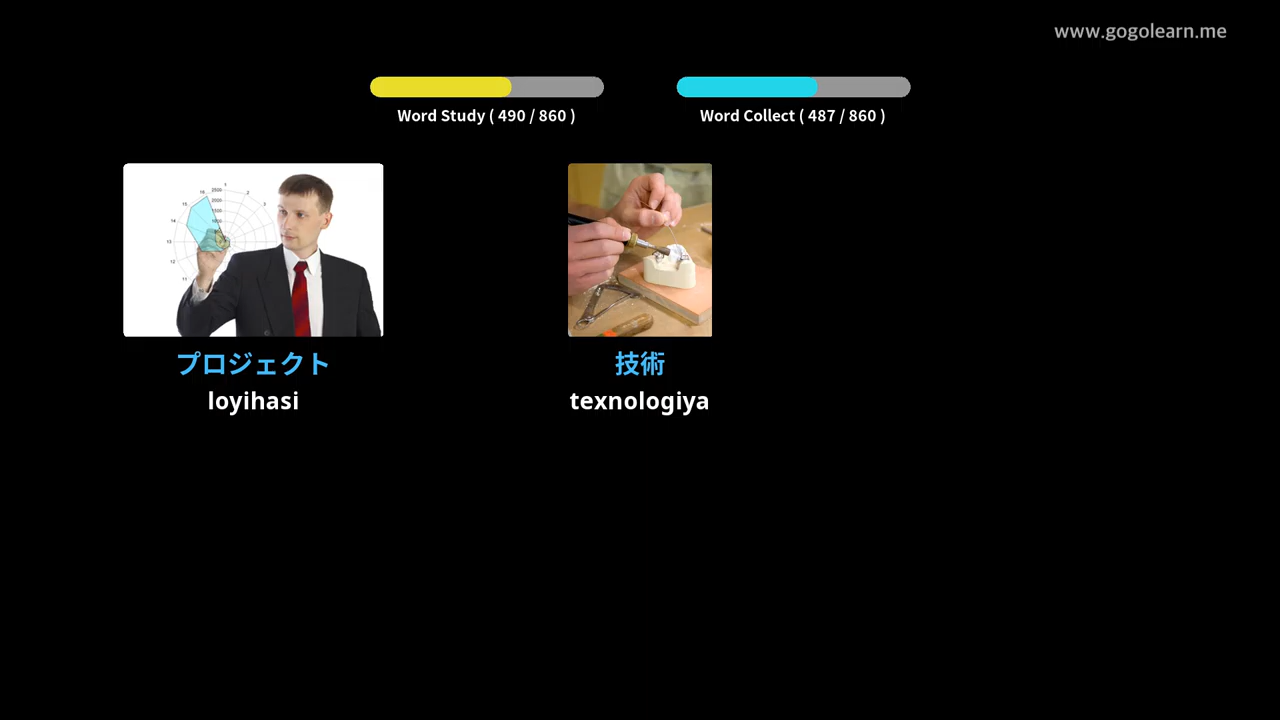 www.gogolearn.me
Word Study ( 490 / 860 )
Word Collect ( 487 / 860 )
プロジェクト
loyihasi
技術
texnologiya